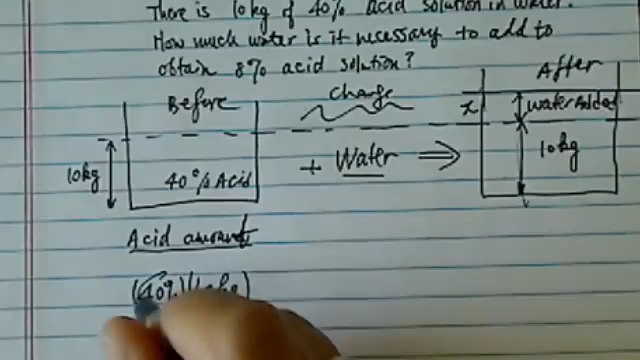 There is 10kg of 40% acid solution in water.
How much water is it necessary to add to
obtain 8% acid solution?
Before
Change
After
x
water added
10kg
40% Acid
+ Water ⇒
10kg
Acid amount
(40%)(10kg)